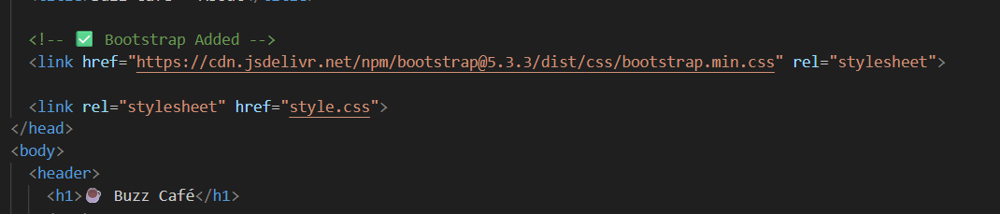 <!-- ✅ Bootstrap Added -->
<link href="https://cdn.jsdelivr.net/npm/bootstrap@5.3.3/dist/css/bootstrap.min.css" rel="stylesheet">
<link rel="stylesheet" href="style.css">
</head>
<body>
<header>
<h1>☕ Buzz Café</h1>